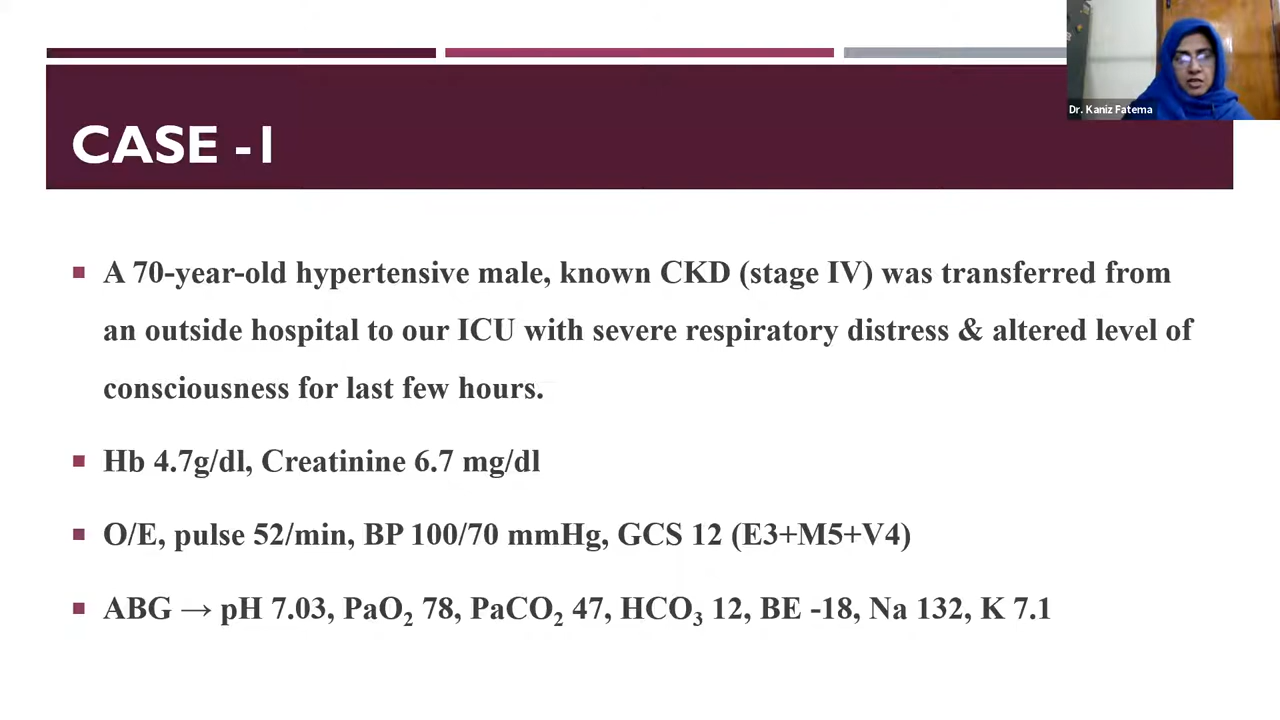 Dr. Kaniz Fatema
CASE -1
A 70-year-old hypertensive male, known CKD (stage IV) was transferred from
an outside hospital to our ICU with severe respiratory distress & altered level of
consciousness for last few hours.
Hb 4.7g/dl, Creatinine 6.7 mg/dl
O/E, pulse 52/min, BP 100/70 mmHg, GCS 12 (E3+M5+V4)
ABG → pH 7.03, PaO₂ 78, PaCO₂ 47, HCO₃ 12, BE -18, Na 132, K 7.1